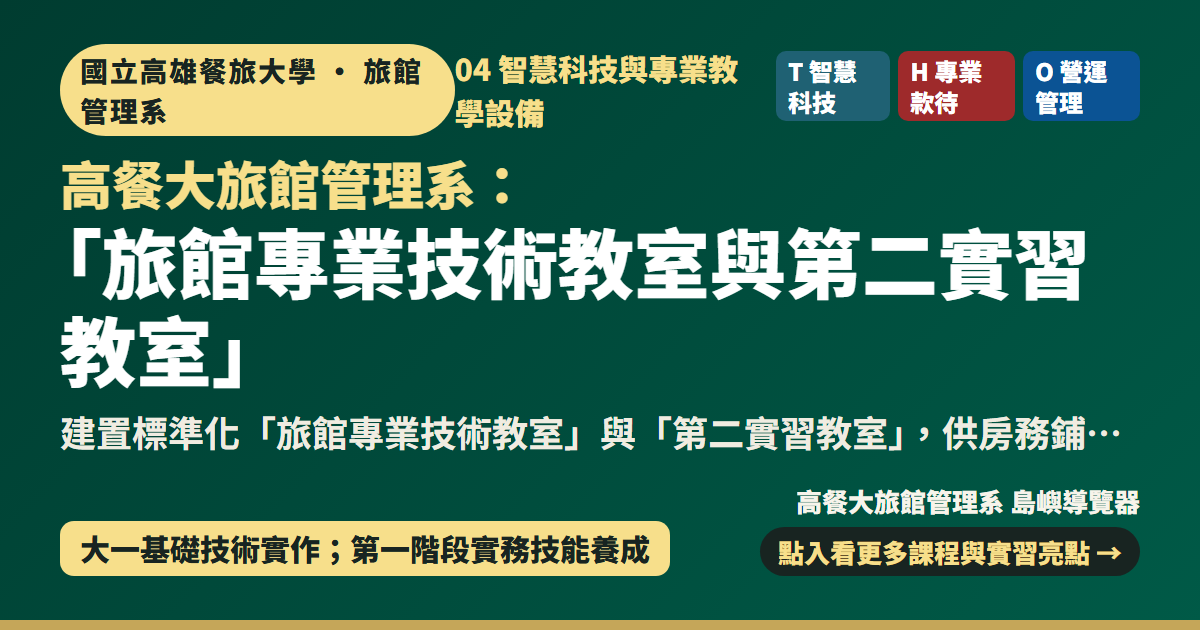 國立高雄餐旅大學 · 旅館
管理系
04 智慧科技與專業教
學設備
T 智慧
科技
H 專業
款待
O 營運
管理
高餐大旅館管理系：
「旅館專業技術教室與第二實習
教室」
建置標準化「旅館專業技術教室」與「第二實習教室」，供房務鋪…
大一基礎技術實作；第一階段實務技能養成
高餐大旅館管理系 島嶼導覽器
點入看更多課程與實習亮點 →